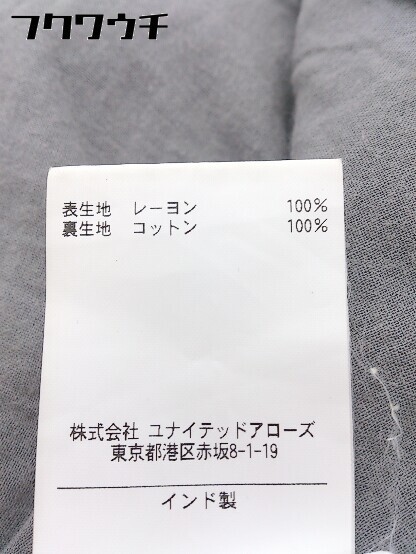 フクワウチ
表生地 レーヨン 100%
裏生地 コットン 100%
株式会社 ユナイテッドアローズ
東京都港区赤坂8-1-19
インド製